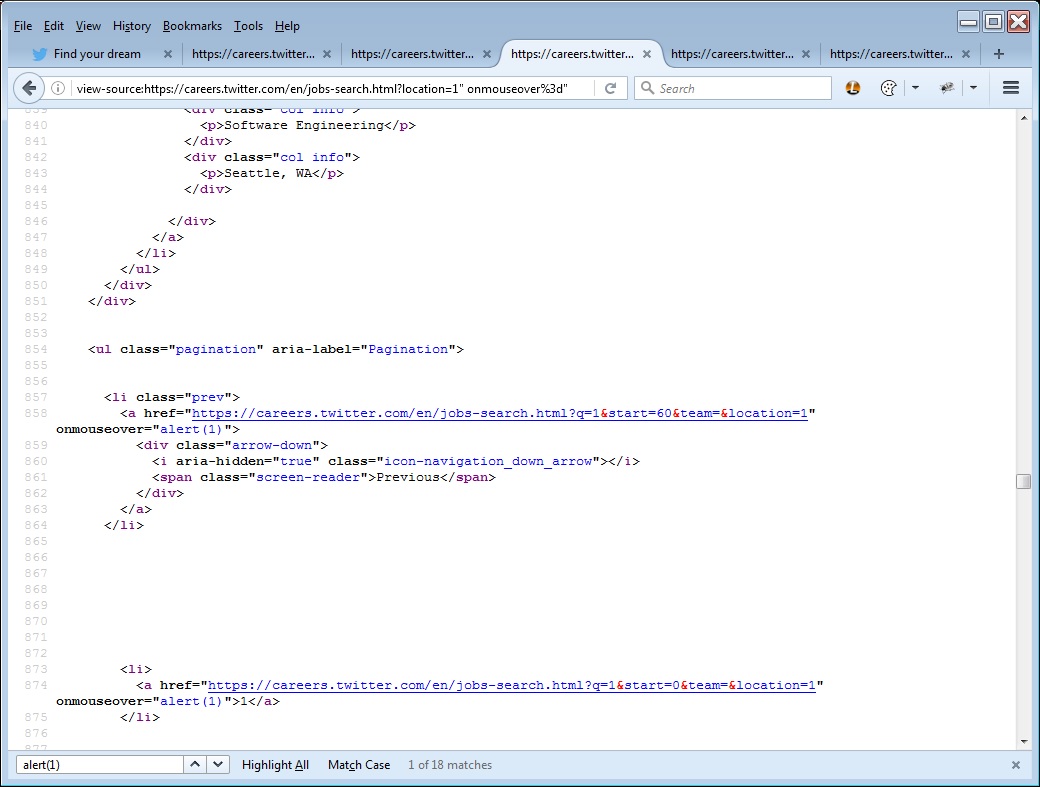 File Edit View History Bookmarks Tools Help
Find your dream × https://careers.twitter... × https://careers.twitter... × https://careers.twitter... × https://careers.twitter... × https://careers.twitter... × +
view-source:https://careers.twitter.com/en/jobs-search.html?location=1" onmouseover%3d" Search
839 <div class="col info">
840 <p>Software Engineering</p>
841 </div>
842 <div class="col info">
843 <p>Seattle, WA</p>
844 </div>
845
846 </div>
847 </a>
848 </li>
849 </ul>
850 </div>
851 </div>
852
853
854 <ul class="pagination" aria-label="Pagination">
855
856
857 <li class="prev">
858 <a href="https://careers.twitter.com/en/jobs-search.html?q=1&start=60&team=&location=1"
onmouseover="alert(1)">
859 <div class="arrow-down">
860 <i aria-hidden="true" class="icon-navigation_down_arrow"></i>
861 <span class="screen-reader">Previous</span>
862 </div>
863 </a>
864 </li>
865
866
867
868
869
870
871
872
873 <li>
874 <a href="https://careers.twitter.com/en/jobs-search.html?q=1&start=0&team=&location=1"
onmouseover="alert(1)">1</a>
875 </li>
876
877
alert(1) Highlight All Match Case 1 of 18 matches ×